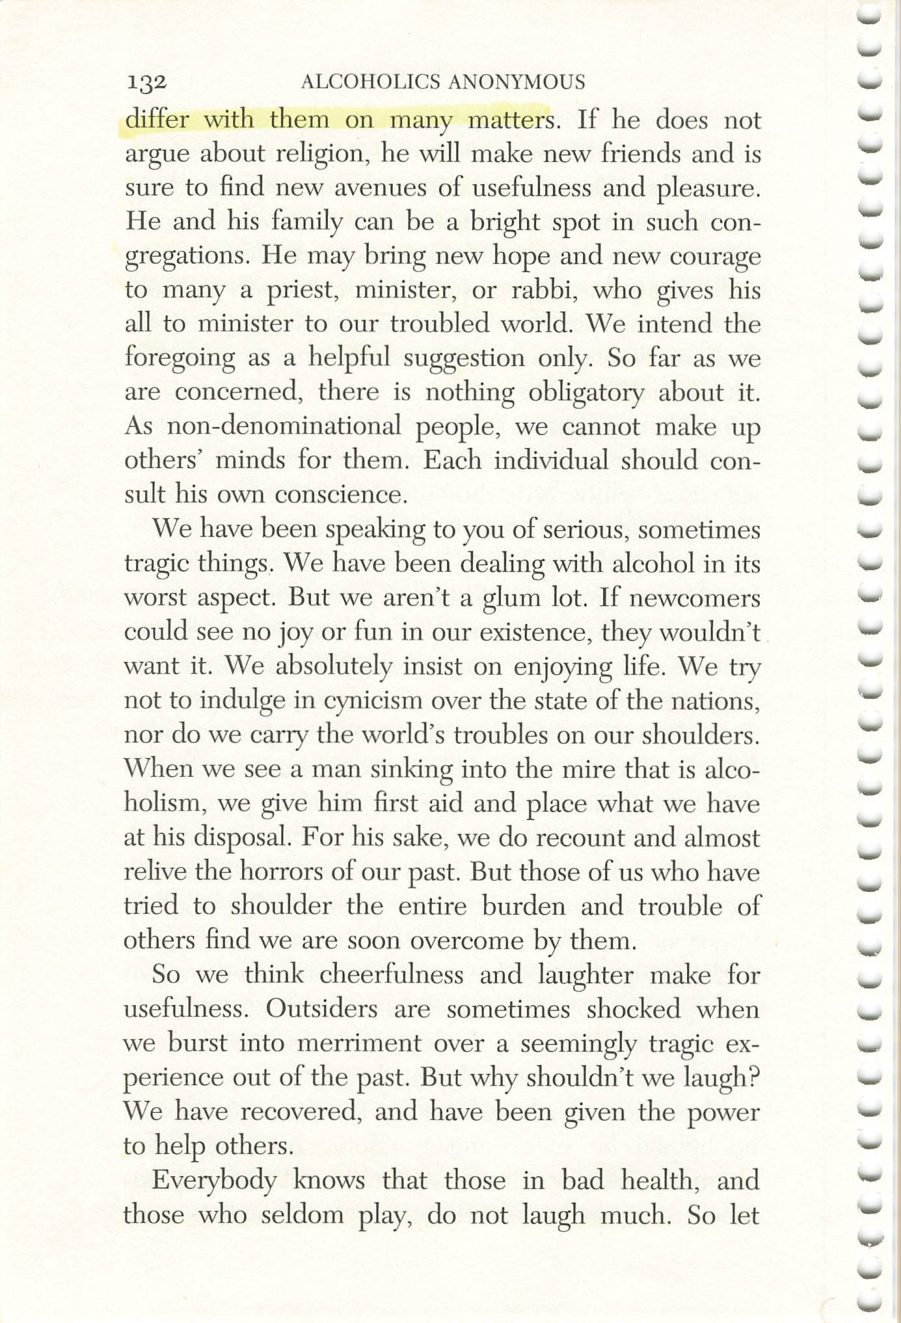 132 ALCOHOLICS ANONYMOUS
differ with them on many matters. If he does not
argue about religion, he will make new friends and is
sure to find new avenues of usefulness and pleasure.
He and his family can be a bright spot in such con-
gregations. He may bring new hope and new courage
to many a priest, minister, or rabbi, who gives his
all to minister to our troubled world. We intend the
foregoing as a helpful suggestion only. So far as we
are concerned, there is nothing obligatory about it.
As non-denominational people, we cannot make up
others’ minds for them. Each individual should con-
sult his own conscience.
We have been speaking to you of serious, sometimes
tragic things. We have been dealing with alcohol in its
worst aspect. But we aren’t a glum lot. If newcomers
could see no joy or fun in our existence, they wouldn’t
want it. We absolutely insist on enjoying life. We try
not to indulge in cynicism over the state of the nations,
nor do we carry the world’s troubles on our shoulders.
When we see a man sinking into the mire that is alco-
holism, we give him first aid and place what we have
at his disposal. For his sake, we do recount and almost
relive the horrors of our past. But those of us who have
tried to shoulder the entire burden and trouble of
others find we are soon overcome by them.
So we think cheerfulness and laughter make for
usefulness. Outsiders are sometimes shocked when
we burst into merriment over a seemingly tragic ex-
perience out of the past. But why shouldn’t we laugh?
We have recovered, and have been given the power
to help others.
Everybody knows that those in bad health, and
those who seldom play, do not laugh much. So let